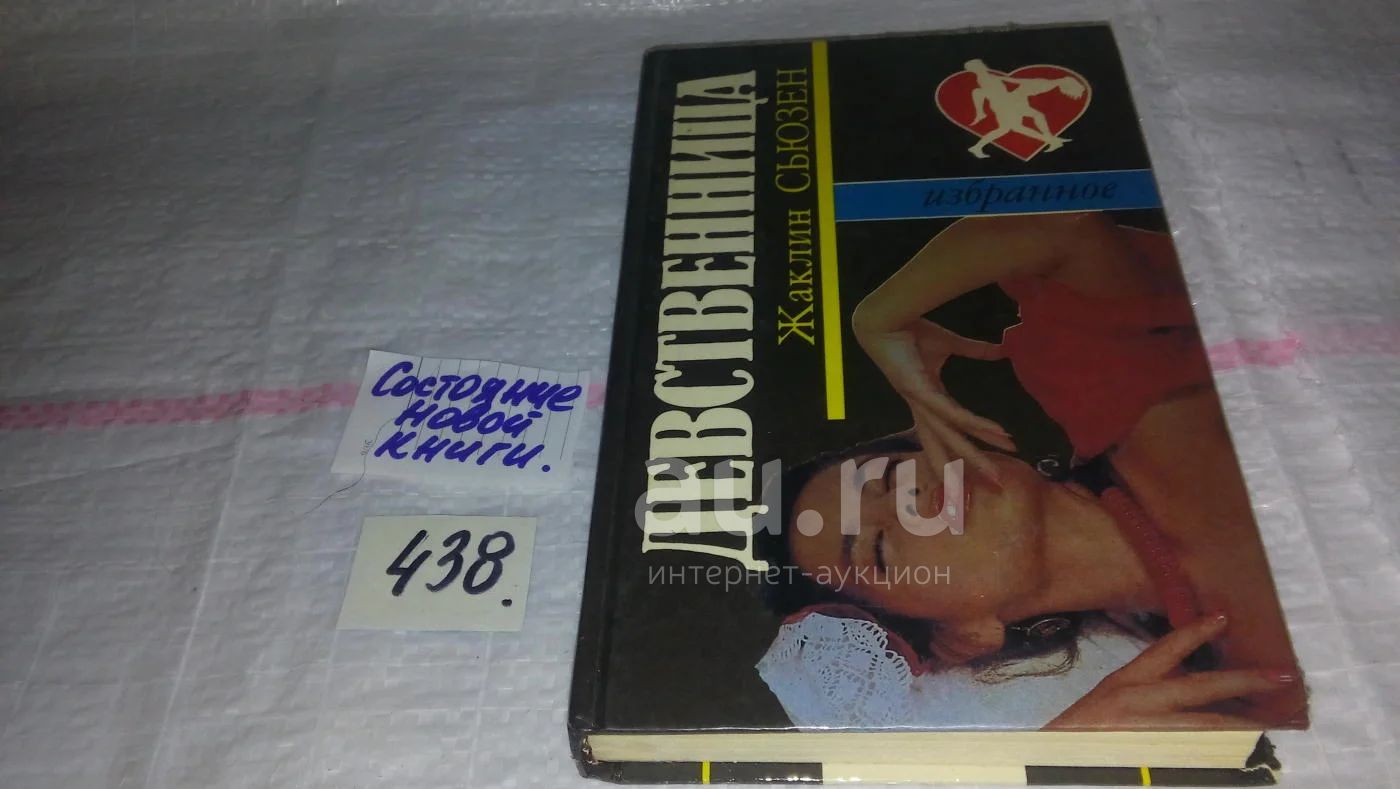 ДЕВСТВЕННИЦА
Жаклин СЬЮЗЕН
избранное
Состояние
новой
книги.
438.
au.ru
интернет-аукцион